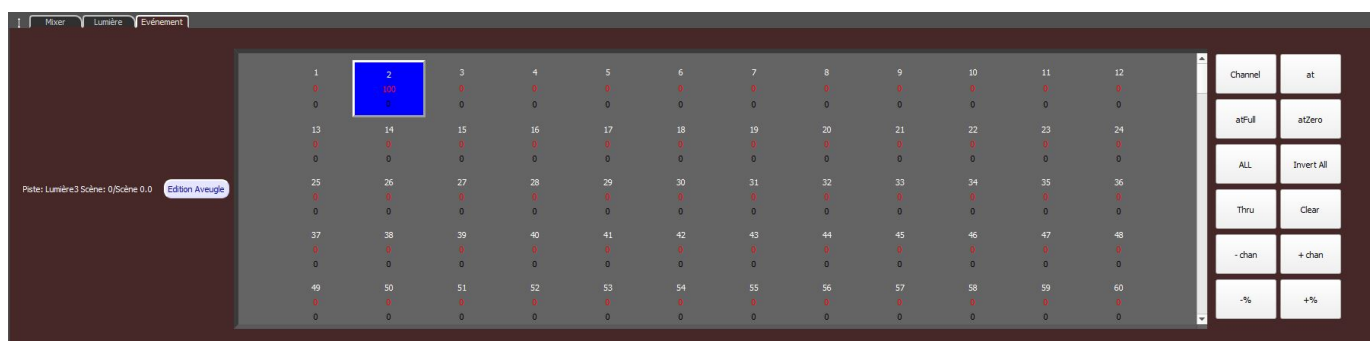 Mixer Lumière Evénement
1 2 3 4 5 6 7 8 9 10 11 12
0 100 0 0 0 0 0 0 0 0 0 0
0 0 0 0 0 0 0 0 0 0 0 0
Channel at
13 14 15 16 17 18 19 20 21 22 23 24
0 0 0 0 0 0 0 0 0 0 0 0
0 0 0 0 0 0 0 0 0 0 0 0
atFull atZero
ALL Invert All
Piste: Lumière3 Scène: 0/Scène 0.0 Edition Aveugle
25 26 27 28 29 30 31 32 33 34 35 36
0 0 0 0 0 0 0 0 0 0 0 0
0 0 0 0 0 0 0 0 0 0 0 0
Thru Clear
37 38 39 40 41 42 43 44 45 46 47 48
0 0 0 0 0 0 0 0 0 0 0 0
0 0 0 0 0 0 0 0 0 0 0 0
- chan + chan
49 50 51 52 53 54 55 56 57 58 59 60
0 0 0 0 0 0 0 0 0 0 0 0
0 0 0 0 0 0 0 0 0 0 0 0
-% +%